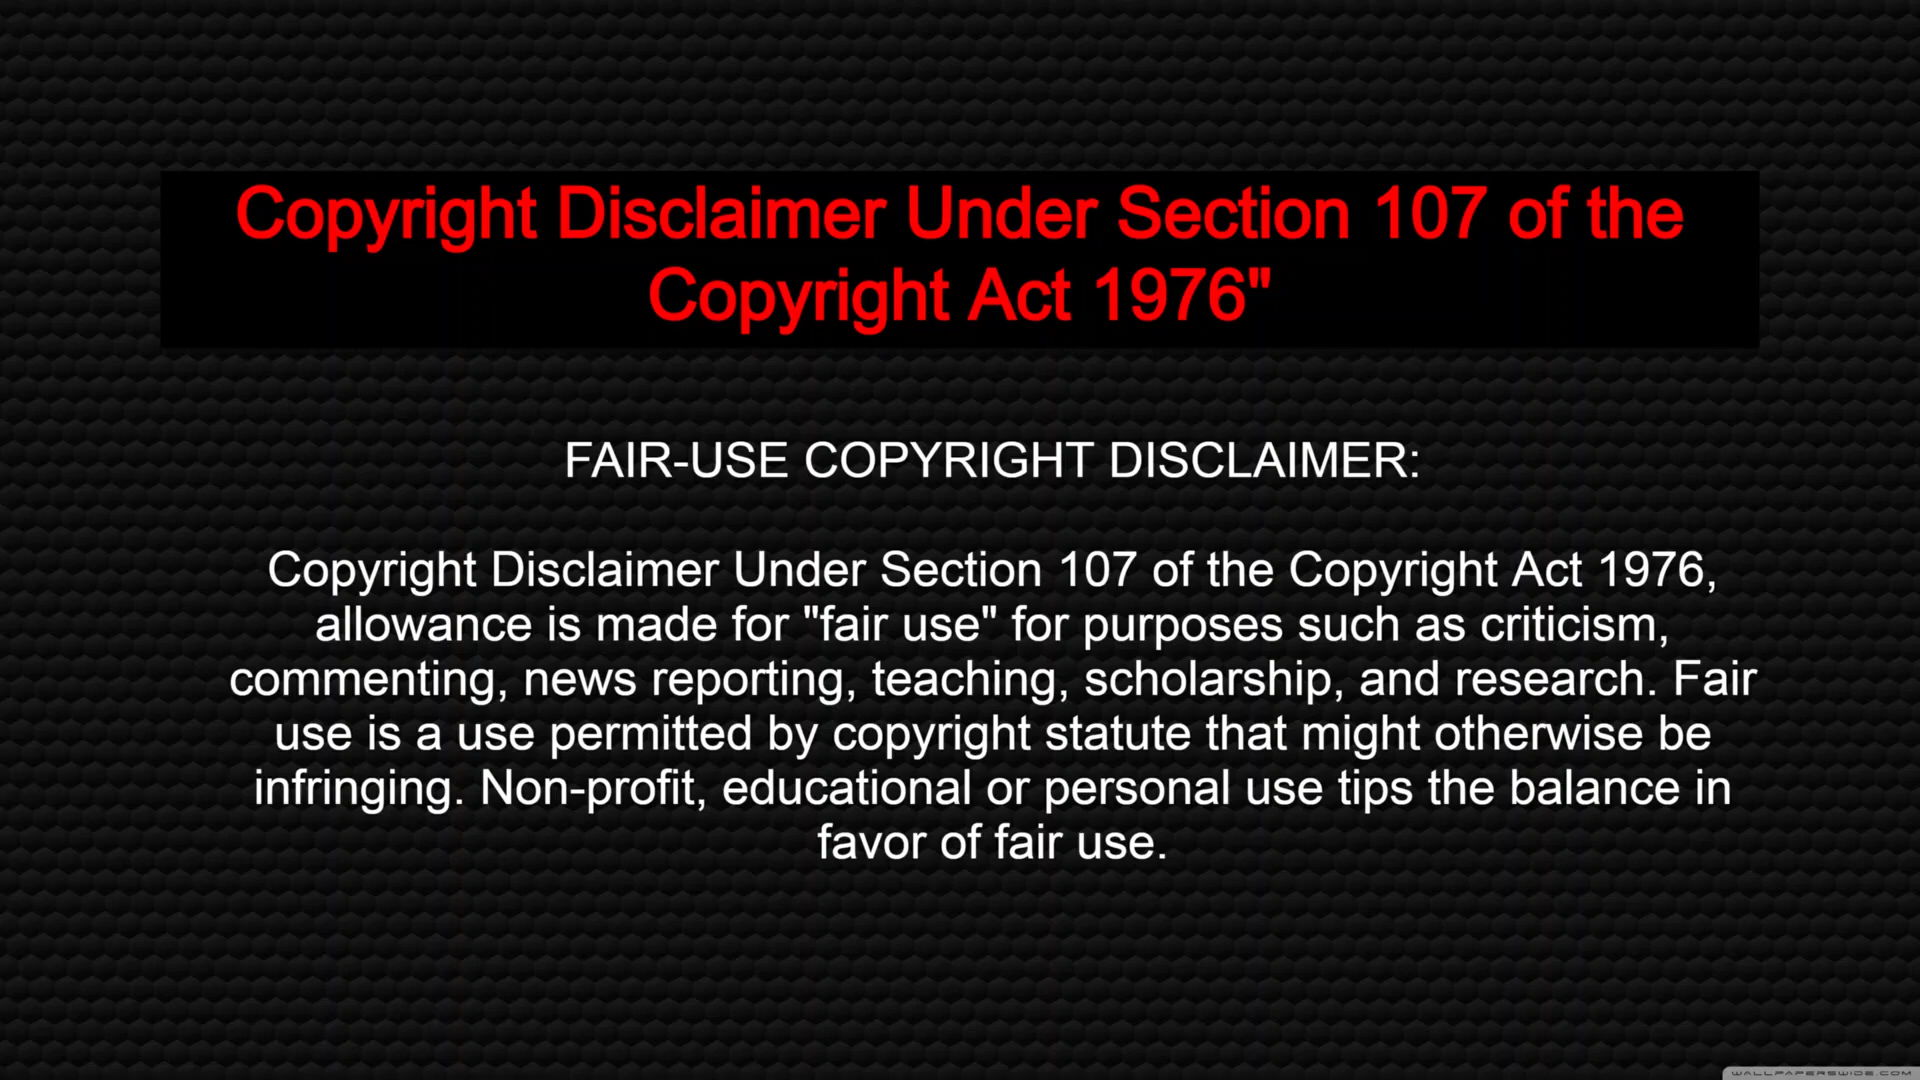 Copyright Disclaimer Under Section 107 of the
Copyright Act 1976"
FAIR-USE COPYRIGHT DISCLAIMER:
Copyright Disclaimer Under Section 107 of the Copyright Act 1976,
allowance is made for "fair use" for purposes such as criticism,
commenting, news reporting, teaching, scholarship, and research. Fair
use is a use permitted by copyright statute that might otherwise be
infringing. Non-profit, educational or personal use tips the balance in
favor of fair use.
WALLPAPERSWIDE.COM